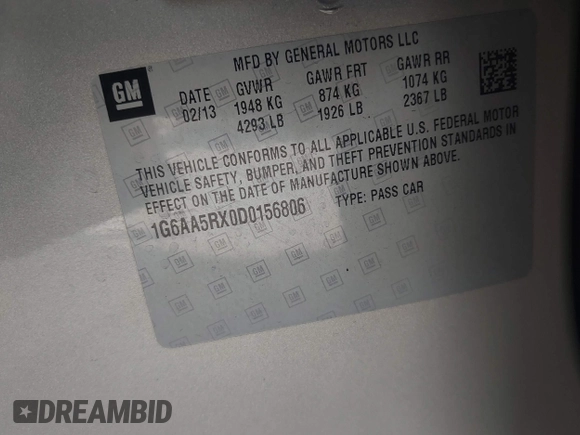 MFD BY GENERAL MOTORS LLC
GM
DATE GVWR GAWR FRT GAWR RR
02/13 1948 KG 874 KG 1074 KG
4293 LB 1926 LB 2367 LB
THIS VEHICLE CONFORMS TO ALL APPLICABLE U.S. FEDERAL MOTOR
VEHICLE SAFETY, BUMPER, AND THEFT PREVENTION STANDARDS IN
EFFECT ON THE DATE OF MANUFACTURE SHOWN ABOVE.
1G6AA5RX0D0156806 TYPE: PASS CAR
DREAMBID